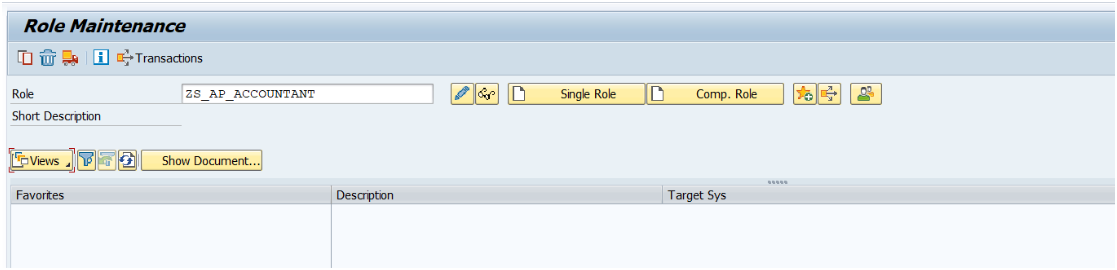 Role Maintenance
Transactions
Role ZS_AP_ACCOUNTANT Single Role Comp. Role
Short Description
Views Show Document...
Favorites Description Target Sys